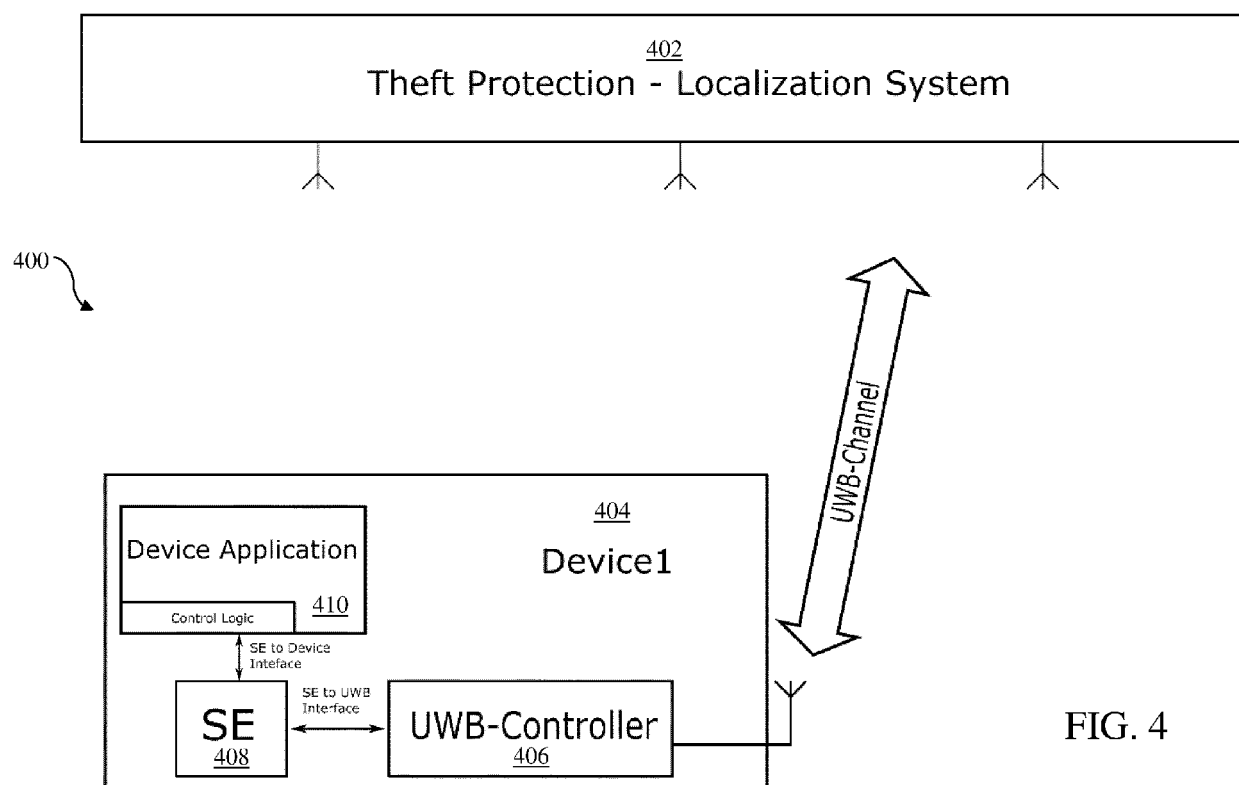 402
Theft Protection - Localization System
400
UWB-Channel
404
Device1
Device Application
410
Control Logic
SE to Device
Inteface
SE to UWB
Interface
SE
408
UWB-Controller
406
FIG. 4